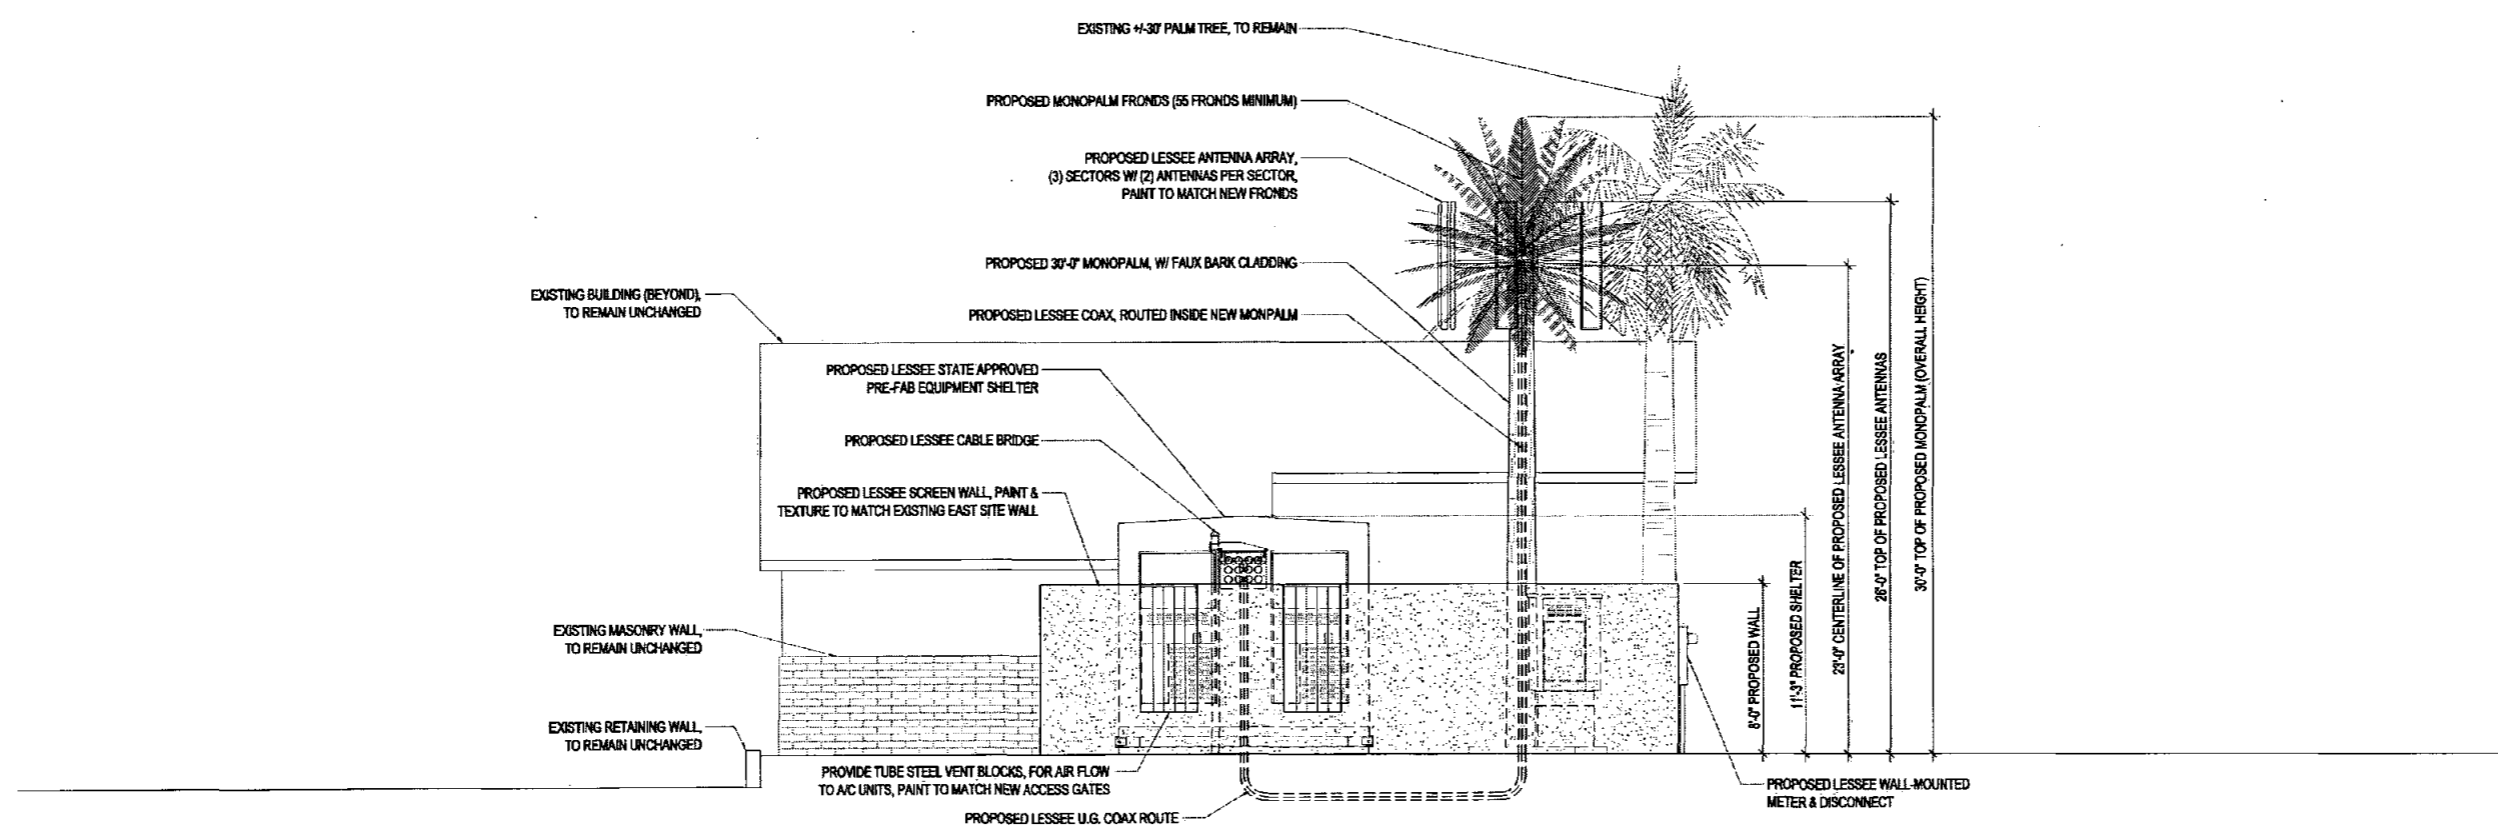 EXISTING +/-30' PALM TREE, TO REMAIN
PROPOSED MONOPALM FRONDS (55 FRONDS MINIMUM)
PROPOSED LESSEE ANTENNA ARRAY,
(3) SECTORS W/ (2) ANTENNAS PER SECTOR,
PAINT TO MATCH NEW FRONDS
PROPOSED 30'-0" MONOPALM, W/ FAUX BARK CLADDING
EXISTING BUILDING (BEYOND),
TO REMAIN UNCHANGED
PROPOSED LESSEE COAX, ROUTED INSIDE NEW MONPALM
PROPOSED LESSEE STATE APPROVED
PRE-FAB EQUIPMENT SHELTER
PROPOSED LESSEE CABLE BRIDGE
PROPOSED LESSEE SCREEN WALL, PAINT &
TEXTURE TO MATCH EXISTING EAST SITE WALL
EXISTING MASONRY WALL,
TO REMAIN UNCHANGED
EXISTING RETAINING WALL,
TO REMAIN UNCHANGED
PROVIDE TUBE STEEL VENT BLOCKS, FOR AIR FLOW
TO A/C UNITS, PAINT TO MATCH NEW ACCESS GATES
PROPOSED LESSEE U.G. COAX ROUTE
8'-0" PROPOSED WALL
11'-3" PROPOSED SHELTER
23'-0" CENTERLINE OF PROPOSED LESSEE ANTENNA ARRAY
26'-0" TOP OF PROPOSED LESSEE ANTENNAS
30'-0" TOP OF PROPOSED MONOPALM (OVERALL HEIGHT)
PROPOSED LESSEE WALL-MOUNTED
METER & DISCONNECT